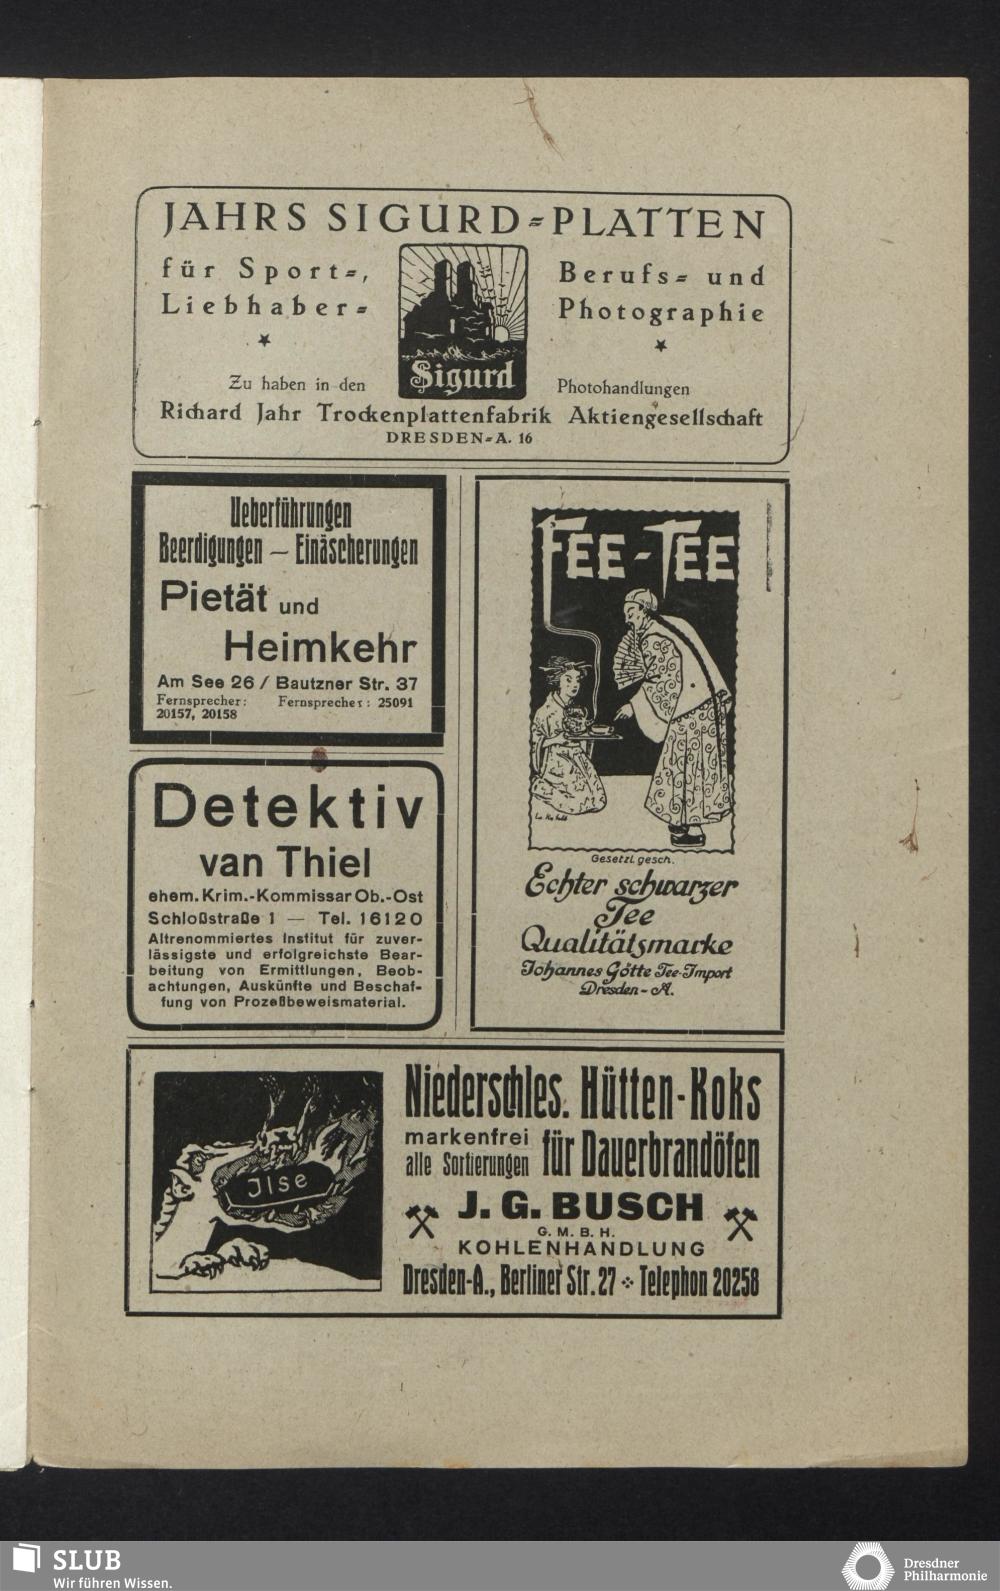 JAHRS SIGURD=PLATTEN
für Sport=, Berufs= und
Liebhaber= Photographie
Sigurd
Zu haben in den Photohandlungen
Richard Jahr Trockenplattenfabrik Aktiengesellschaft
DRESDEN=A. 16
Ueberführungen
Beerdigungen — Einäscherungen
Pietät und
Heimkehr
Am See 26 / Bautzner Str. 37
Fernsprecher: Fernsprecher: 25091
20157, 20158
Detektiv
van Thiel
ehem. Krim.-Kommissar Ob.-Ost
Schloßstraße 1 — Tel. 16120
Altrenommiertes Institut für zuver-
lässigste und erfolgreichste Bear-
beitung von Ermittlungen, Beob-
achtungen, Auskünfte und Beschaf-
fung von Prozeßbeweismaterial.
FEE-TEE
Gesetzl. gesch.
Echter schwarzer
Tee
Qualitätsmarke
Johannes Götte Tee-Import
Dresden-A.
Jlse
Niederschles. Hütten-Koks
markenfrei für Dauerbrandöfen
alle Sortierungen
J. G. BUSCH
G. M. B. H.
KOHLENHANDLUNG
Dresden-A., Berliner Str. 27 Telephon 20258
SLUB
Wir führen Wissen.
Dresdner
Philharmonie